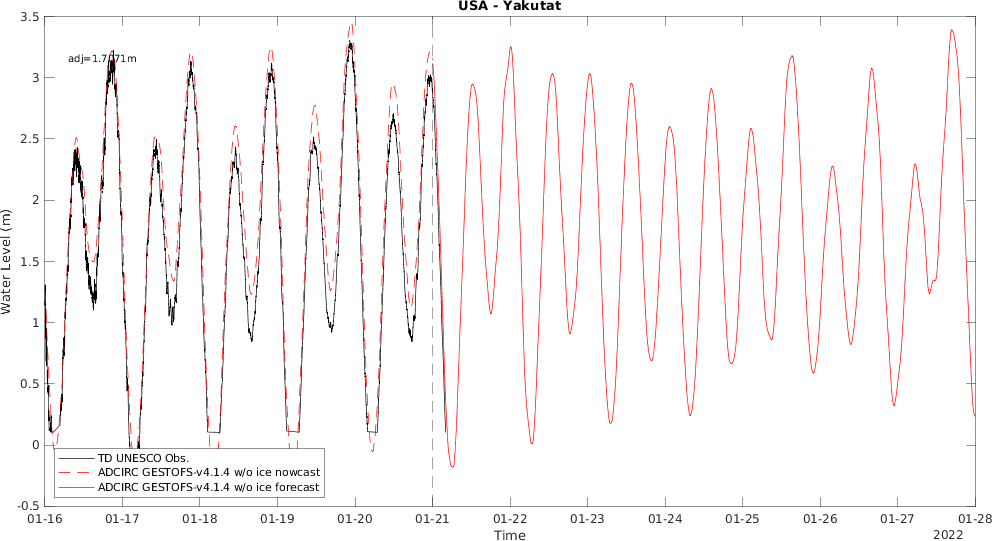 USA - Yakutat
3.5
3
2.5
2
1.5
1
0.5
0
-0.5
Water Level (m)
TD UNESCO Obs.
ADCIRC GESTOFS-v4.1.4 w/o ice nowcast
ADCIRC GESTOFS-v4.1.4 w/o ice forecast
01-16 01-17 01-18 01-19 01-20 01-21 01-22 01-23 01-24 01-25 01-26 01-27 01-28
Time
2022